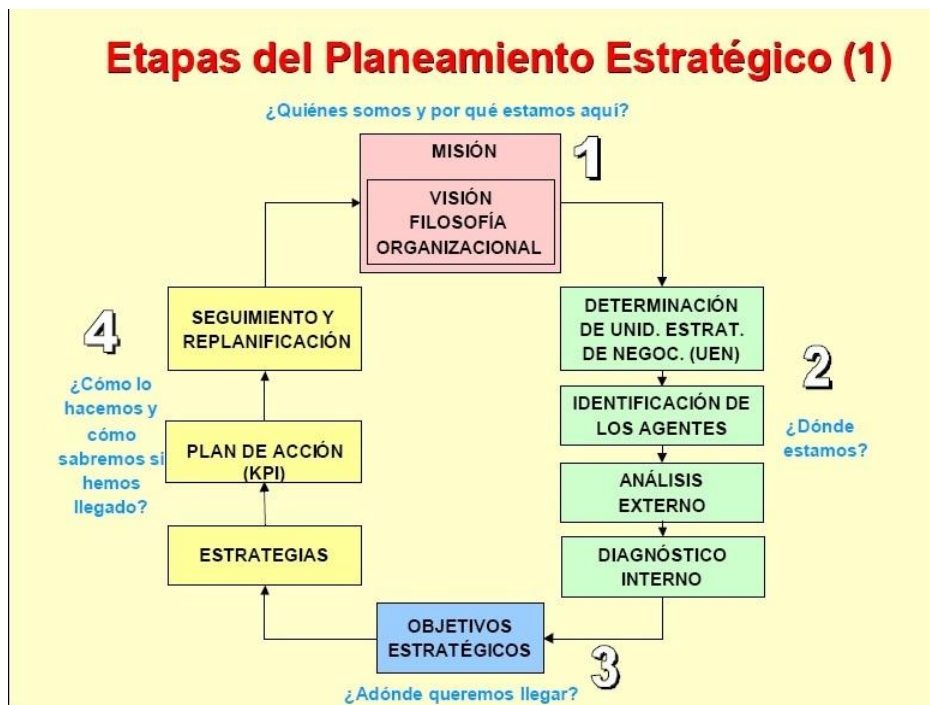 Etapas del Planeamiento Estratégico (1)
¿Quiénes somos y por qué estamos aquí?
MISIÓN
VISIÓN
FILOSOFÍA
ORGANIZACIONAL
1
DETERMINACIÓN
DE UNID. ESTRAT.
DE NEGOC. (UEN)
IDENTIFICACIÓN DE
LOS AGENTES
ANÁLISIS
EXTERNO
DIAGNÓSTICO
INTERNO
2
¿Dónde
estamos?
OBJETIVOS
ESTRATÉGICOS
3
¿Adónde queremos llegar?
ESTRATEGIAS
PLAN DE ACCIÓN
(KPI)
SEGUIMIENTO Y
REPLANIFICACIÓN
4
¿Cómo lo
hacemos y
cómo
sabremos si
hemos
llegado?